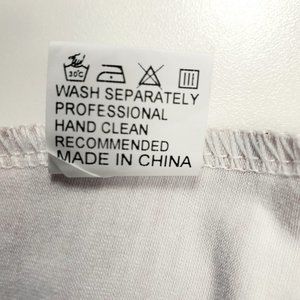 30°C
WASH SEPARATELY
PROFESSIONAL
HAND CLEAN
RECOMMENDED
MADE IN CHINA